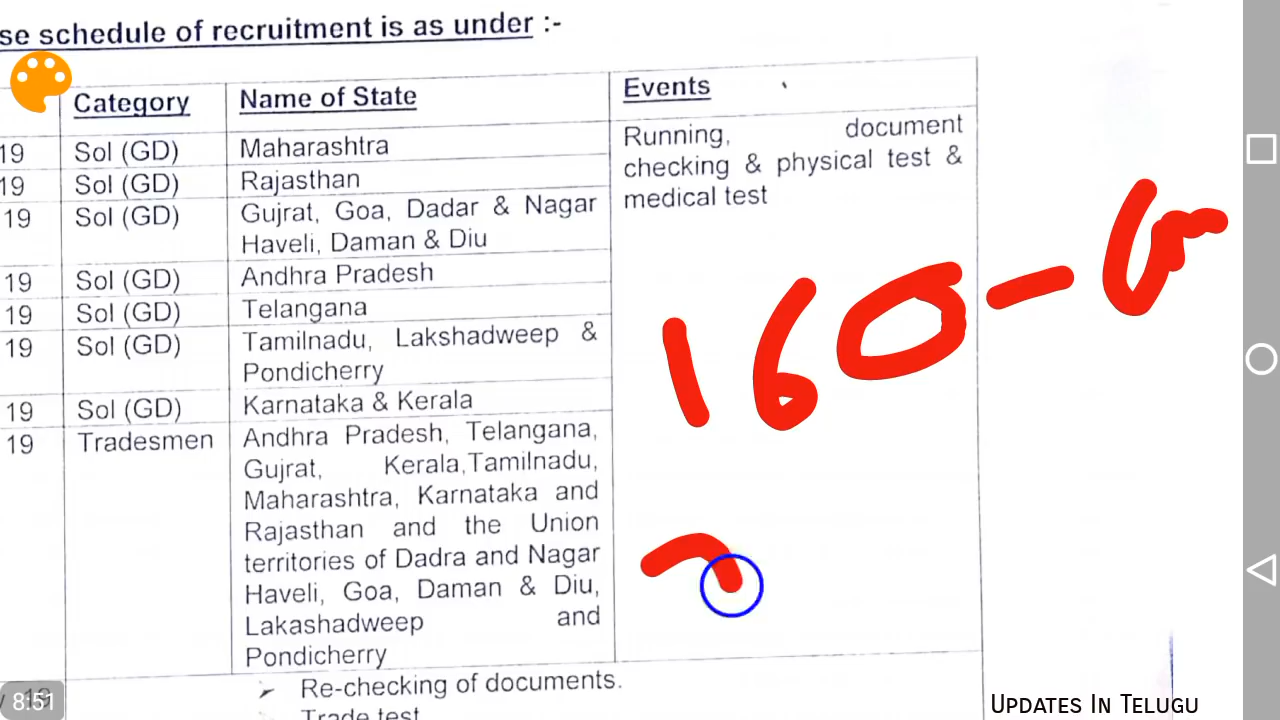 se schedule of recruitment is as under :-
Category Name of State Events
19 Sol (GD) Maharashtra
19 Sol (GD) Rajasthan
19 Sol (GD) Gujrat, Goa, Dadar & Nagar
Haveli, Daman & Diu
19 Sol (GD) Andhra Pradesh
19 Sol (GD) Telangana
19 Sol (GD) Tamilnadu, Lakshadweep &
Pondicherry
19 Sol (GD) Karnataka & Kerala
19 Tradesmen Andhra Pradesh, Telangana,
Gujrat, Kerala,Tamilnadu,
Maharashtra, Karnataka and
Rajasthan and the Union
territories of Dadra and Nagar
Haveli, Goa, Daman & Diu,
Lakashadweep and
Pondicherry
Running, document
checking & physical test &
medical test
160-
➢ Re-checking of documents.
Trade test
19
8:51
UPDATES IN TELUGU